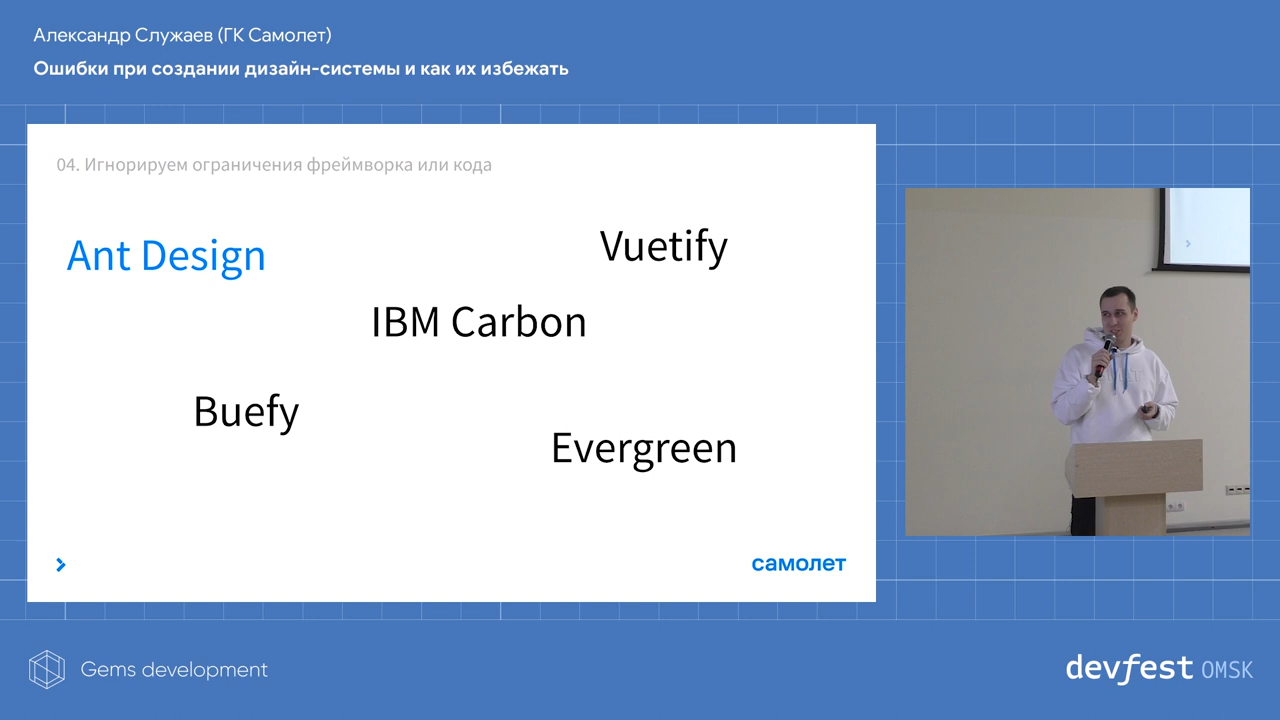 Александр Служаев (ГК Самолет)
Ошибки при создании дизайн-системы и как их избежать
04. Игнорируем ограничения фреймворка или кода
Ant Design
Vuetify
IBM Carbon
Buefy
Evergreen
самолет
Gems development
devfest OMSK